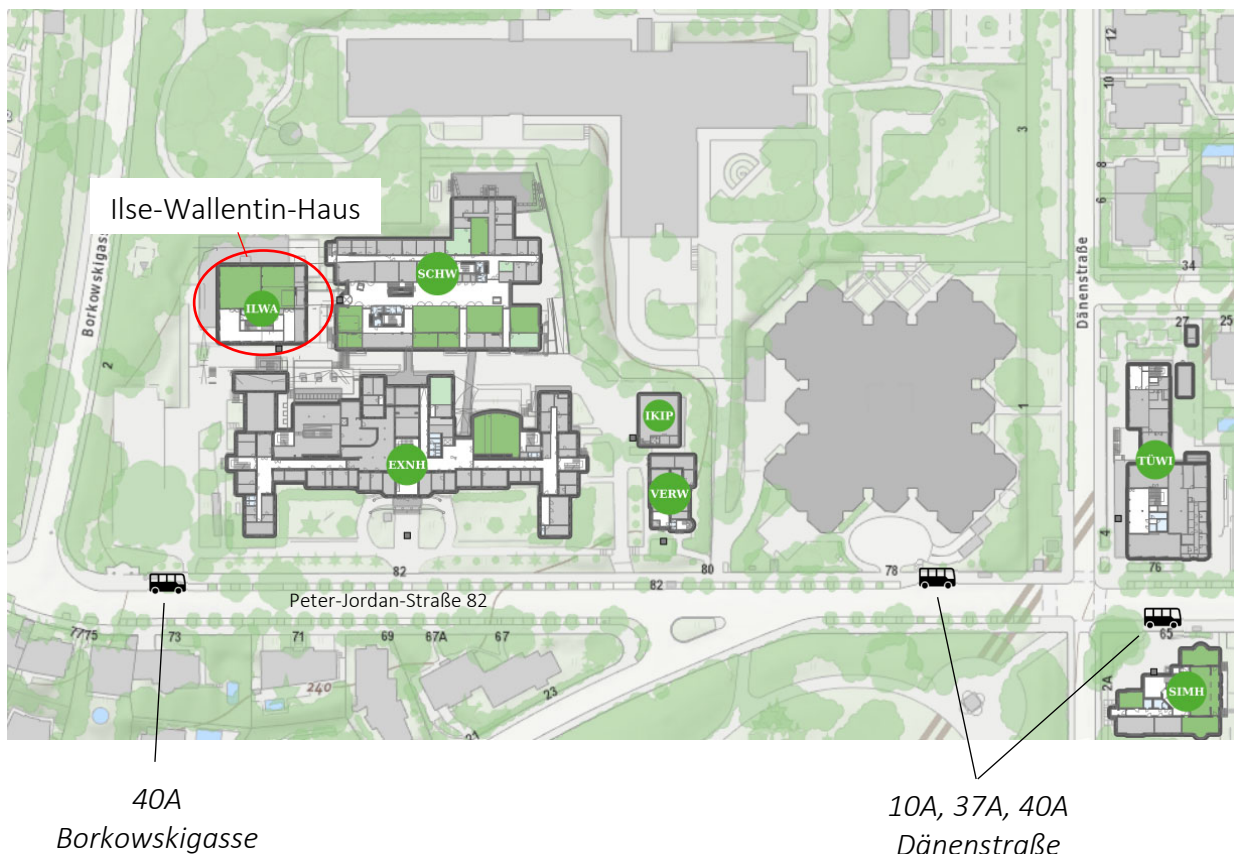 12
10
8
6
3
Ilse-Wallentin-Haus
Borkowskigasse
2
ILWA
SCHW
Dänenstraße
34
27
25
1
IKIP
EXNH
VERW
TÜWI
4
76
82
82
80
78
Peter-Jordan-Straße 82
77
75
73
71
69
67A
67
65
240
23
21
2A
SIMH
40A
Borkowskigasse
10A, 37A, 40A
Dänenstraße